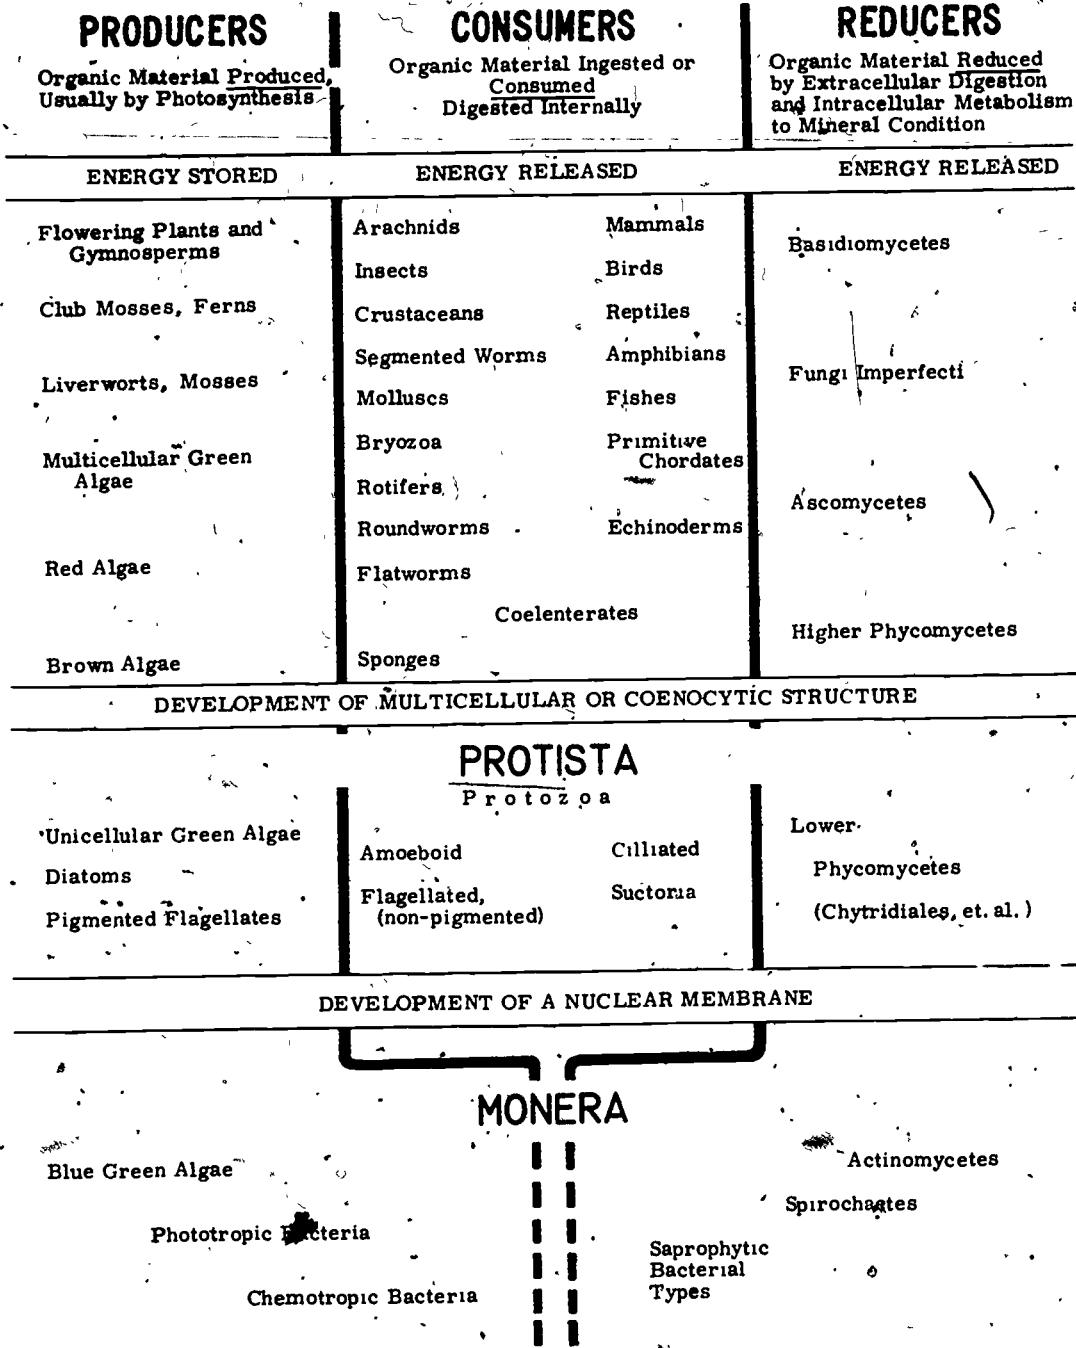 PRODUCERS
Organic Material Produced,
Usually by Photosynthesis
CONSUMERS
Organic Material Ingested or
Consumed
Digested Internally
REDUCERS
Organic Material Reduced
by Extracellular Digestion
and Intracellular Metabolism
to Mineral Condition
ENERGY STORED
ENERGY RELEASED
ENERGY RELEASED
Flowering Plants and
Gymnosperms
Club Mosses, Ferns
Liverworts, Mosses
Multicellular Green
Algae
Red Algae
Brown Algae
Arachnids
Insects
Crustaceans
Segmented Worms
Molluscs
Bryozoa
Rotifers
Roundworms
Flatworms
Mammals
Birds
Reptiles
Amphibians
Fishes
Primitive
Chordates
Echinoderms
Coelenterates
Sponges
Basidiomycetes
Fungi Imperfecti
Ascomycetes
Higher Phycomycetes
DEVELOPMENT OF MULTICELLULAR OR COENOCYTIC STRUCTURE
PROTISTA
Protozoa
Unicellular Green Algae
Diatoms
Pigmented Flagellates
Amoeboid
Flagellated,
(non-pigmented)
Cilliated
Suctoria
Lower
Phycomycetes
(Chytridiales, et. al.)
DEVELOPMENT OF A NUCLEAR MEMBRANE
MONERA
Blue Green Algae
Phototropic Bacteria
Chemotropic Bacteria
Actinomycetes
Spirochaetes
Saprophytic
Bacterial
Types